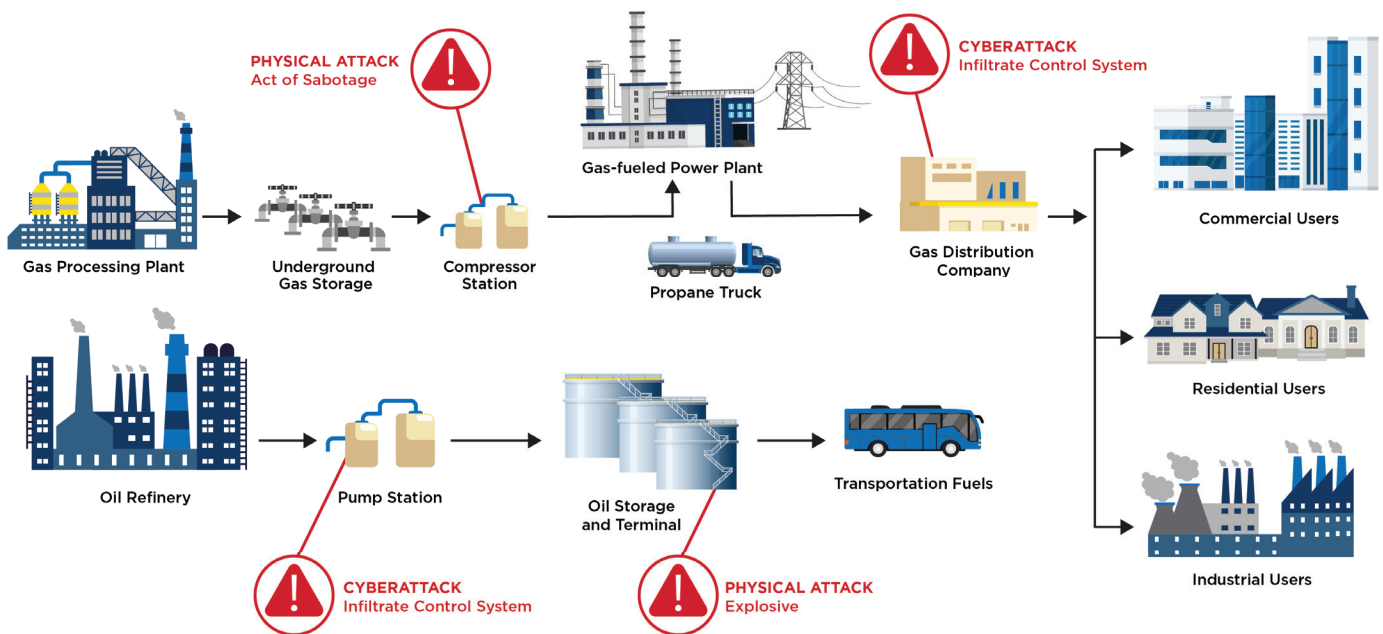 PHYSICAL ATTACK
Act of Sabotage
CYBERATTACK
Infiltrate Control System
Gas-fueled Power Plant
Commercial Users
Gas Processing Plant
Underground
Gas Storage
Compressor
Station
Propane Truck
Gas Distribution
Company
Residential Users
Oil Refinery
Pump Station
Oil Storage
and Terminal
Transportation Fuels
Industrial Users
CYBERATTACK
Infiltrate Control System
PHYSICAL ATTACK
Explosive